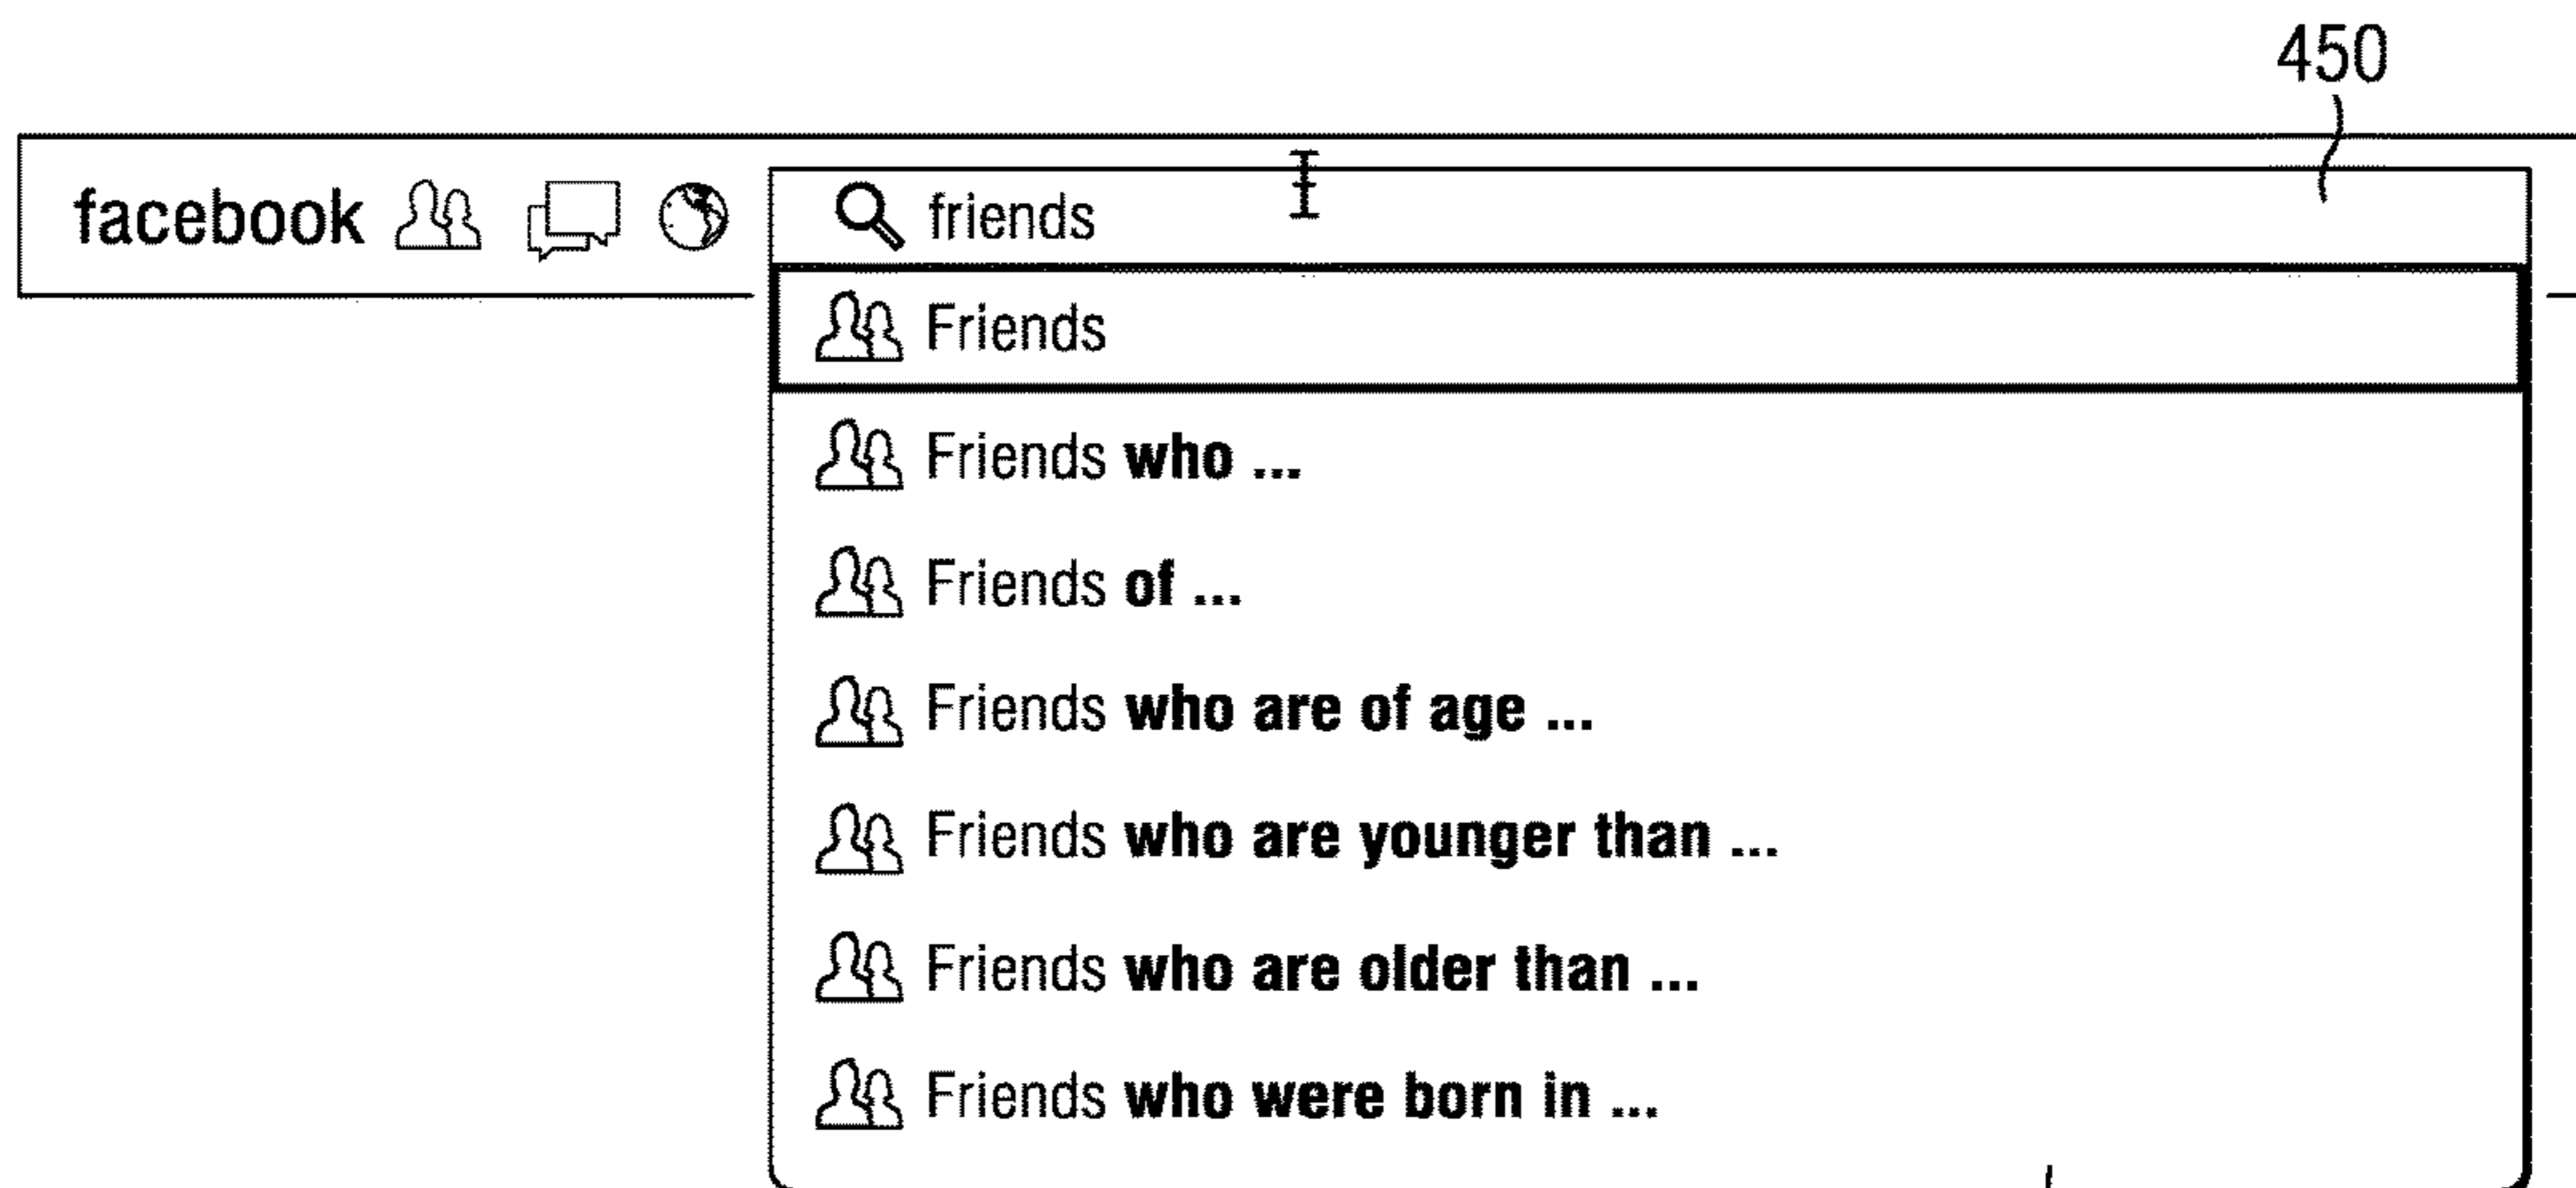 450
facebook friends
Friends
Friends who ...
Friends of ...
Friends who are of age ...
Friends who are younger than ...
Friends who are older than ...
Friends who were born in ...